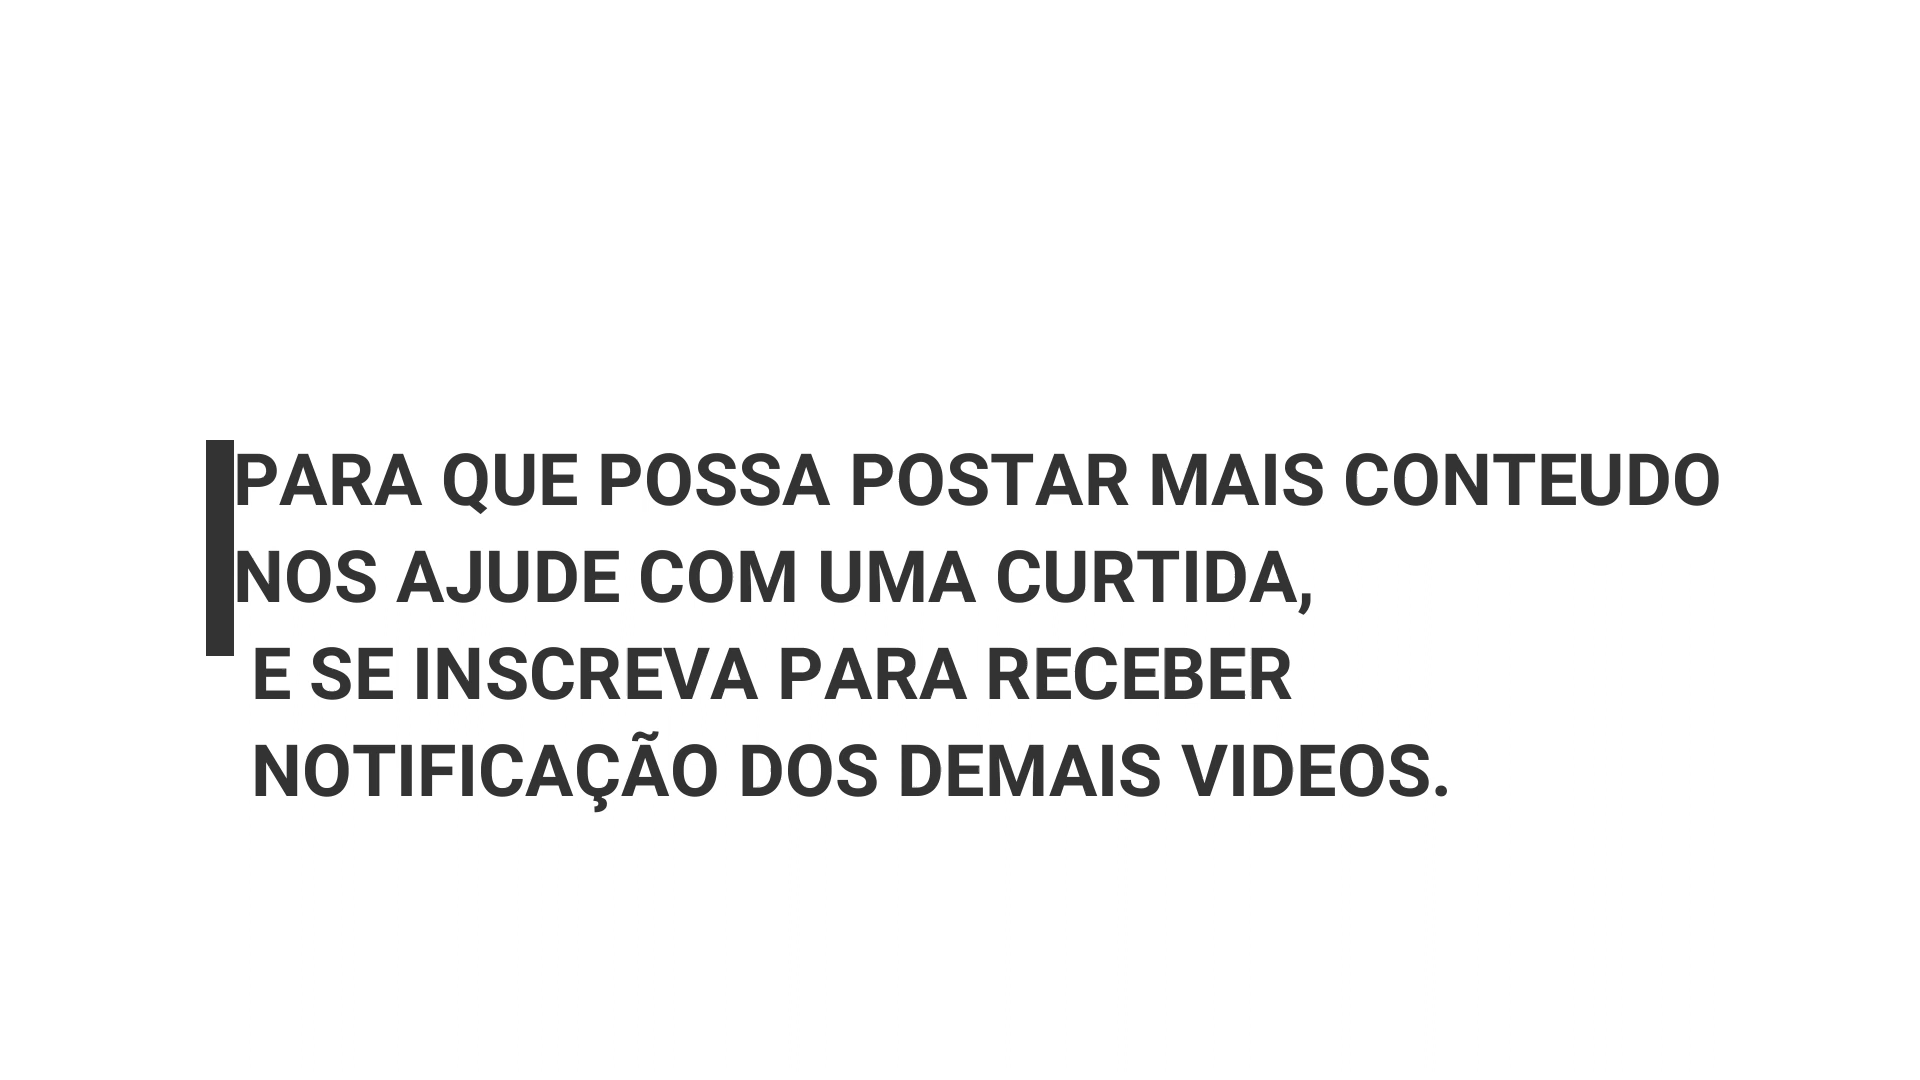 PARA QUE POSSA POSTAR MAIS CONTEUDO
NOS AJUDE COM UMA CURTIDA,
E SE INSCREVA PARA RECEBER
NOTIFICAÇÃO DOS DEMAIS VIDEOS.